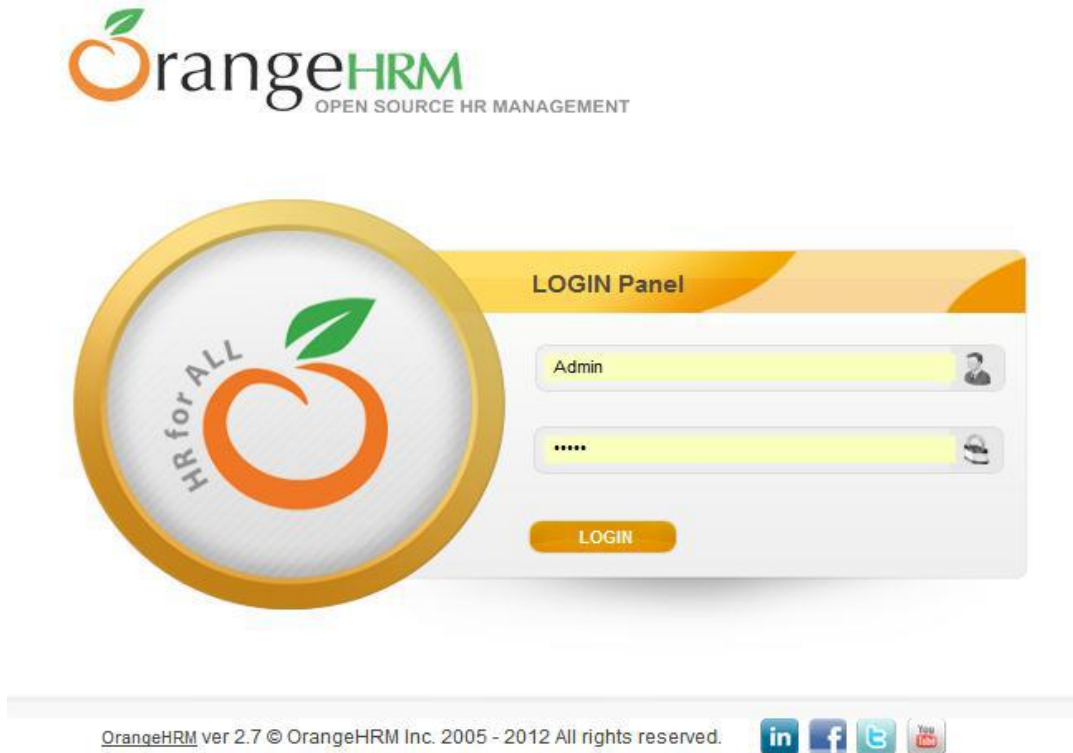 OrangeHRM
OPEN SOURCE HR MANAGEMENT
LOGIN Panel
HR for ALL
Admin
•••••
LOGIN
OrangeHRM ver 2.7 © OrangeHRM Inc. 2005 - 2012 All rights reserved.
in f t You Tube